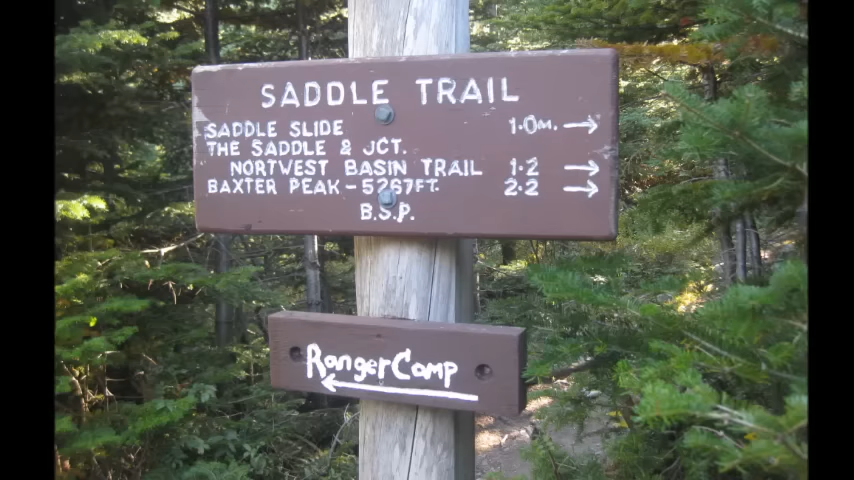 SADDLE TRAIL
SADDLE SLIDE 1.0M. →
THE SADDLE & JCT.
NORTWEST BASIN TRAIL 1.2 →
BAXTER PEAK - 5267FT. 2.2 →
B.S.P.
Ranger Camp
←